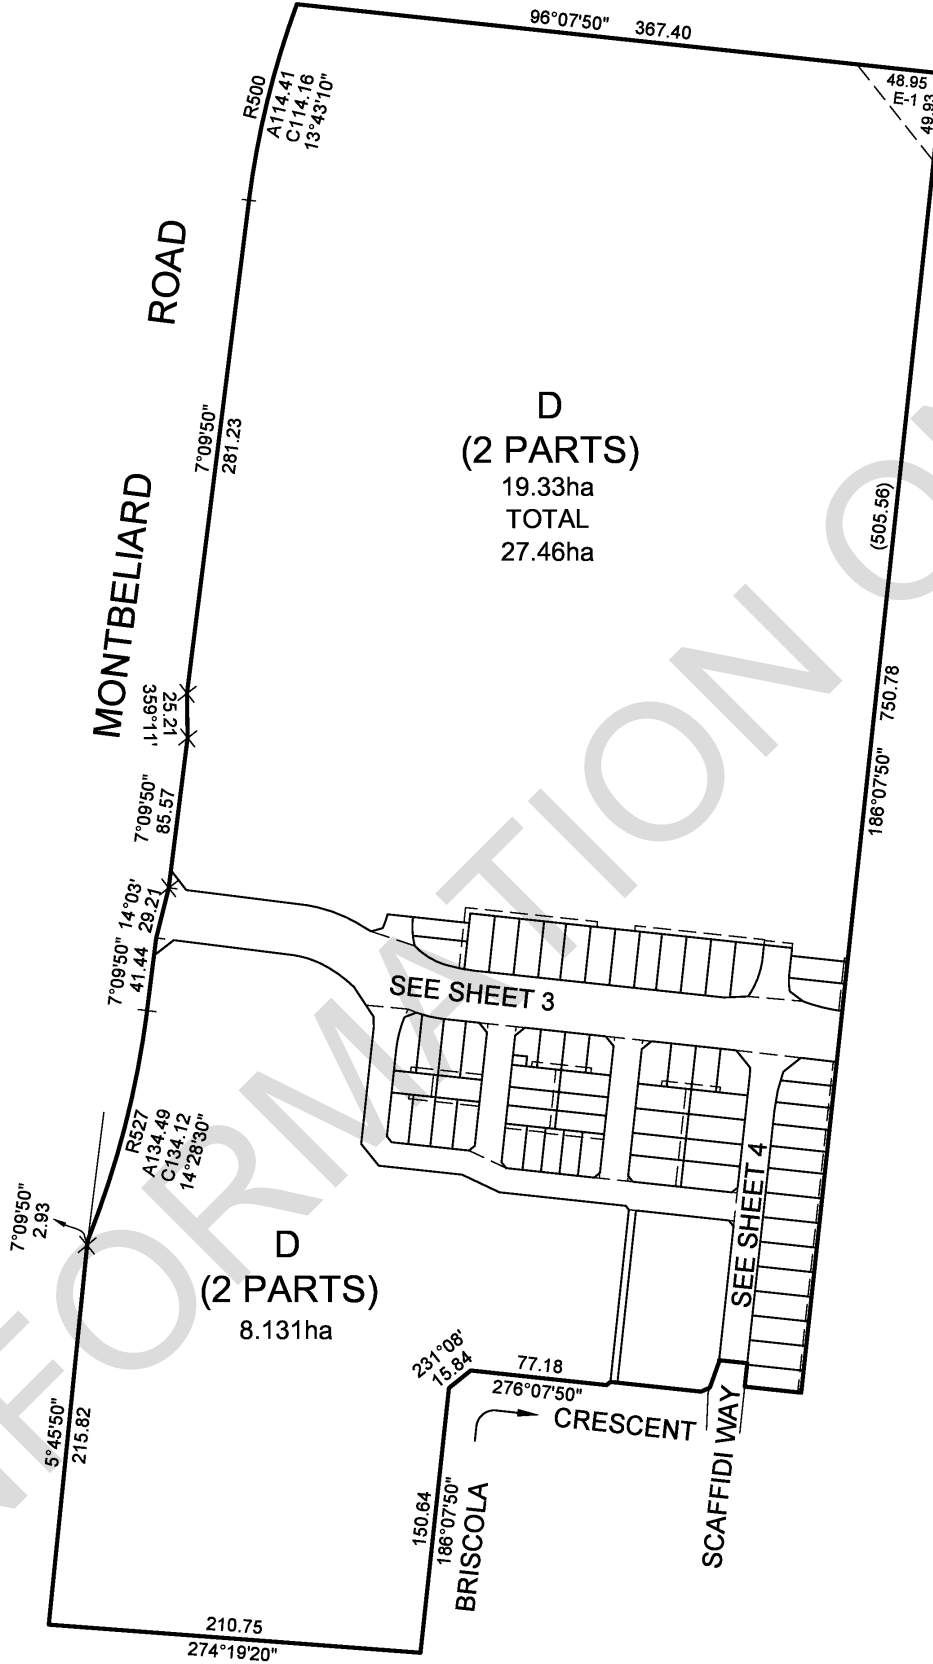 96°07'50" 367.40
48.95
E-1
49.93
R500
A114.41
C114.16
13°43'10"
ROAD
7°09'50"
281.23
D
(2 PARTS)
19.33ha
TOTAL
27.46ha
(505.56)
MONTBELIARD
25.21
359°11'
750.78
186°07'50"
7°09'50"
85.57
14°03'
29.21
7°09'50"
41.44
SEE SHEET 3
R527
A134.49
C134.12
14°28'30"
SEE SHEET 4
7°09'50"
2.93
D
(2 PARTS)
8.131ha
231°08'
15.84
77.18
276°07'50"
CRESCENT
SCAFFIDI WAY
5°45'50"
215.82
150.64
186°07'50"
BRISCOLA
210.75
274°19'20"
NFORMATION O